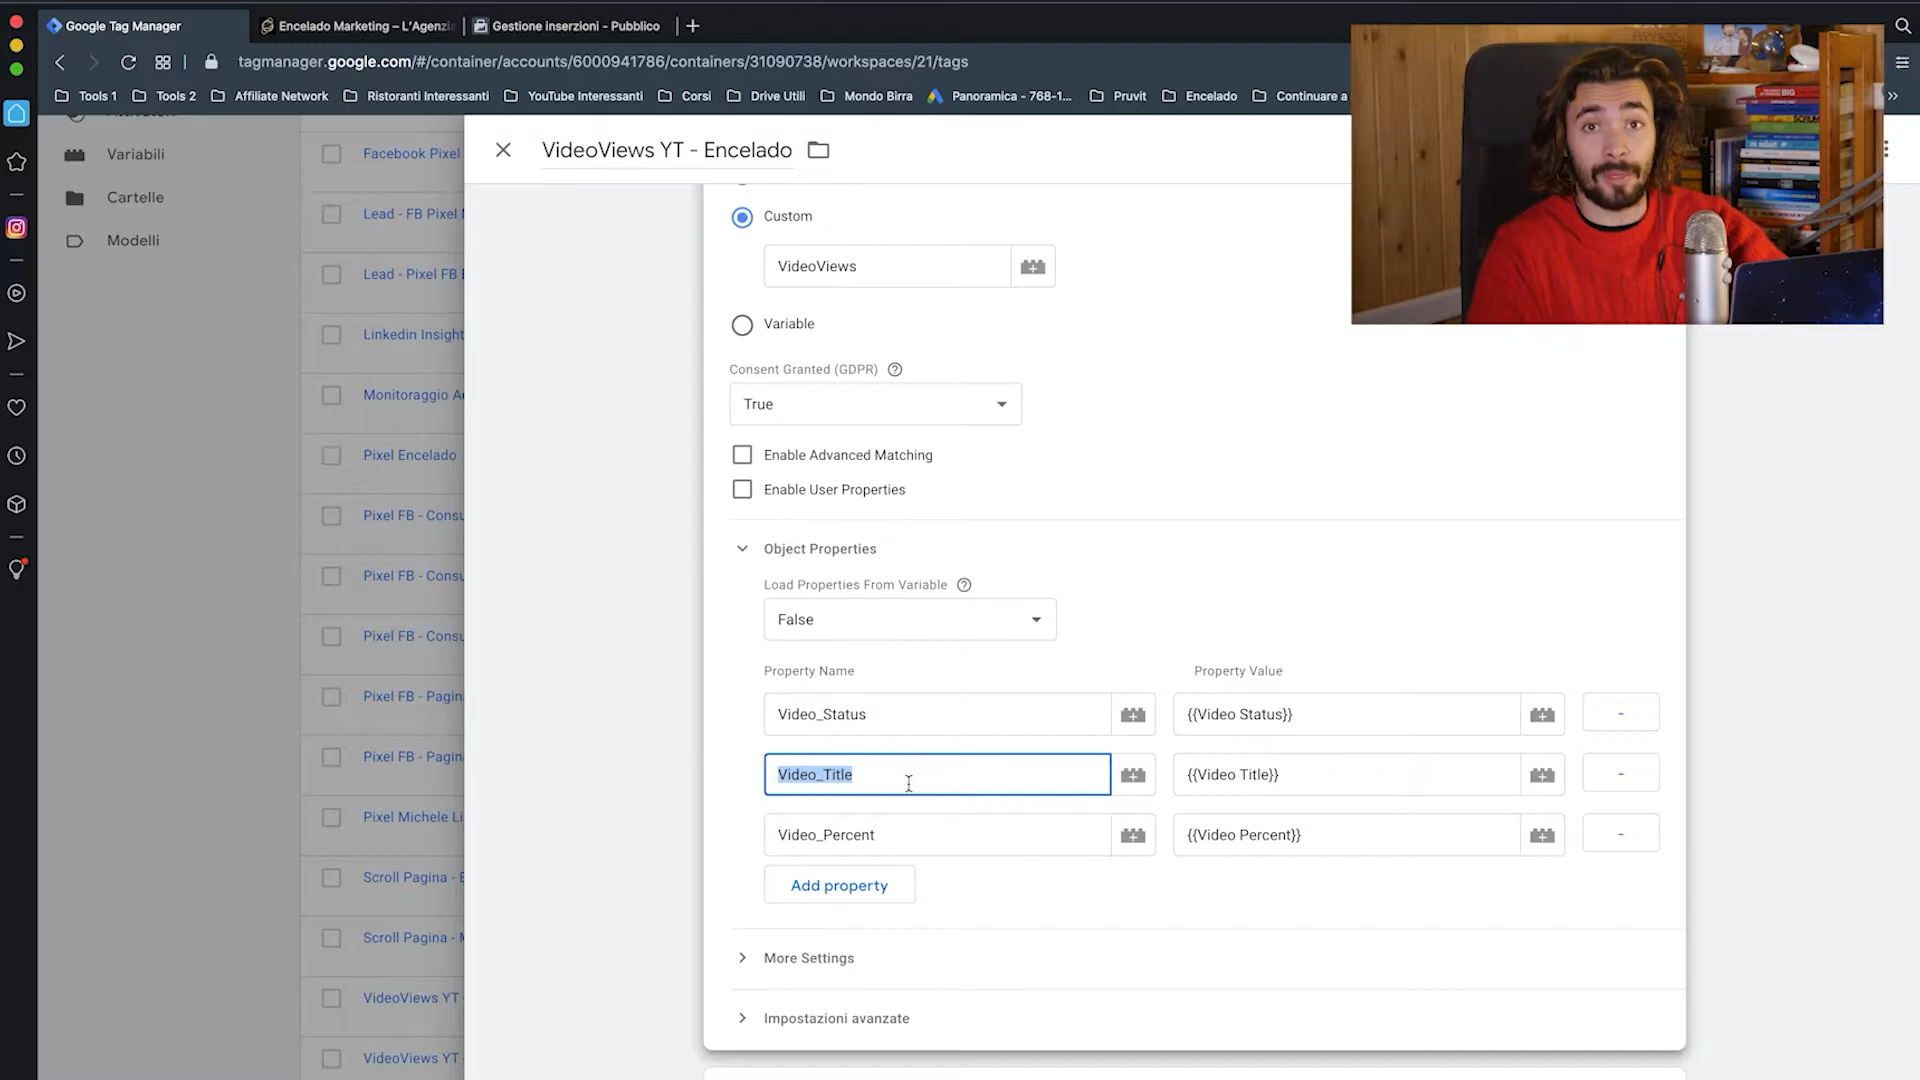 Google Tag Manager
Encelado Marketing – L'Agenzi
Gestione inserzioni - Pubblico
tagmanager.google.com/#/container/accounts/6000941786/containers/31090738/workspaces/21/tags
Tools 1
Tools 2
Affiliate Network
Ristoranti Interessanti
YouTube Interessanti
Corsi
Drive Utili
Mondo Birra
Panoramica - 768-1...
Pruvit
Encelado
Continuare a
Variabili
Cartelle
Modelli
Facebook Pixel
Lead - FB Pixel
Lead - Pixel FB
Linkedin Insight
Monitoraggio
Pixel Encelado
Pixel FB - Consu
Pixel FB - Consu
Pixel FB - Consu
Pixel FB - Pagin
Pixel FB - Pagin
Pixel Michele Li
Scroll Pagina -
Scroll Pagina -
VideoViews YT
VideoViews YT
VideoViews YT - Encelado
Custom
VideoViews
Variable
Consent Granted (GDPR)
True
Enable Advanced Matching
Enable User Properties
Object Properties
Load Properties From Variable
False
Property Name
Property Value
Video_Status
{{Video Status}}
-
Video_Title
{{Video Title}}
-
Video_Percent
{{Video Percent}}
-
Add property
More Settings
Impostazioni avanzate